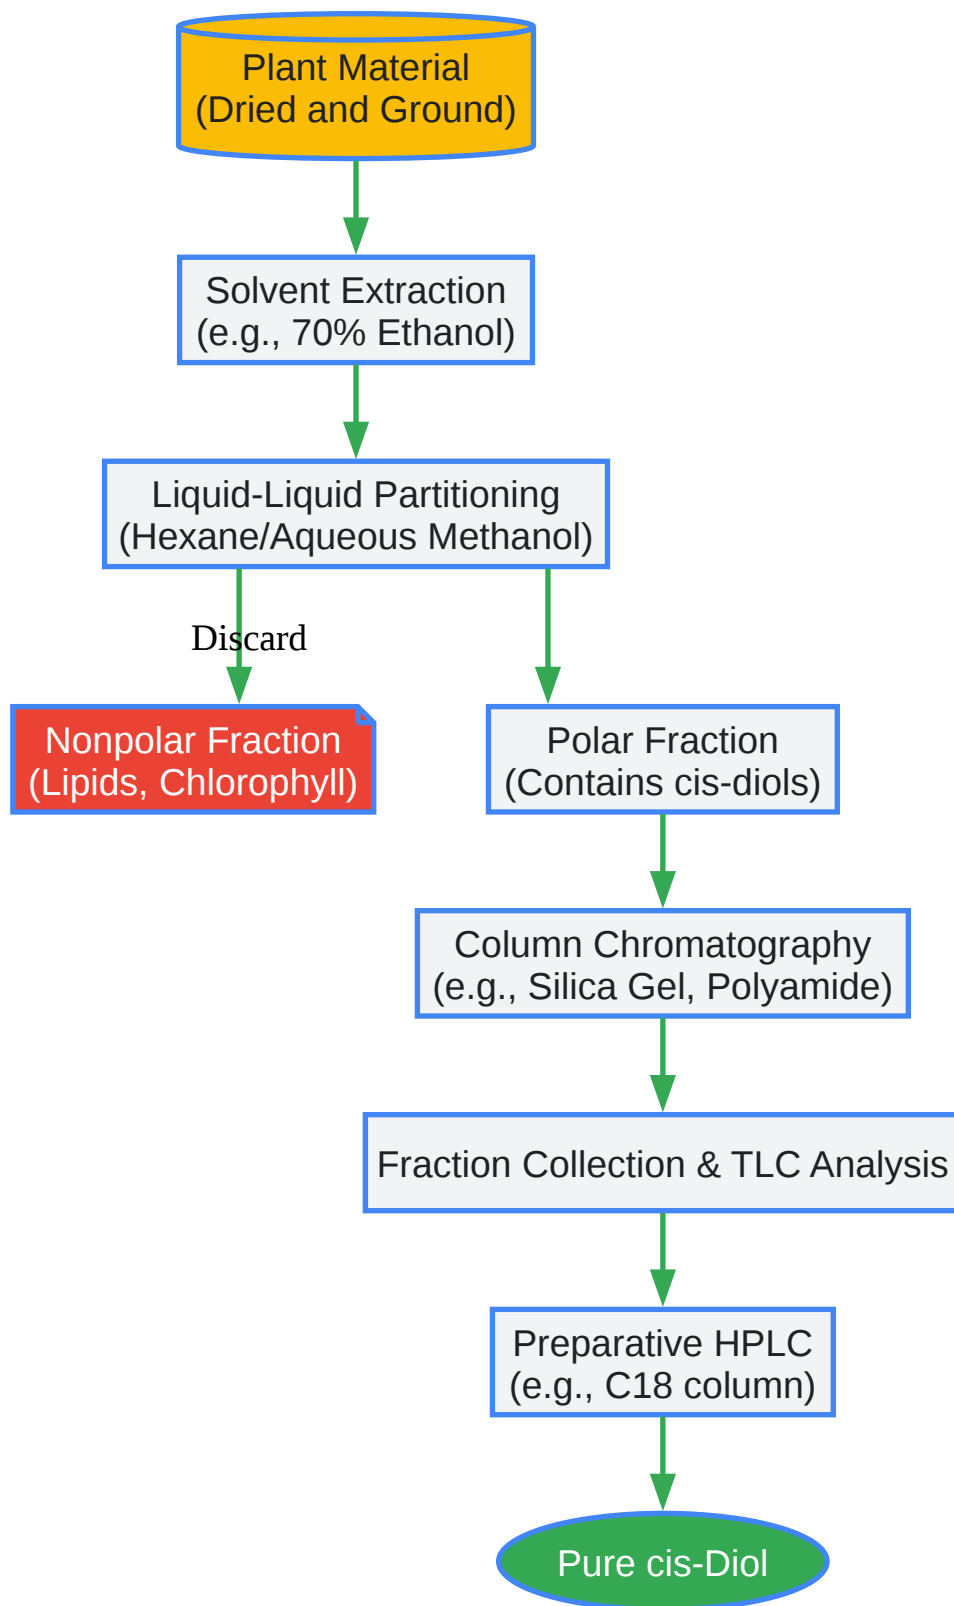 Plant Material
(Dried and Ground)
Solvent Extraction
(e.g., 70% Ethanol)
Liquid-Liquid Partitioning
(Hexane/Aqueous Methanol)
Discard
Nonpolar Fraction
(Lipids, Chlorophyll)
Polar Fraction
(Contains cis-diols)
Column Chromatography
(e.g., Silica Gel, Polyamide)
Fraction Collection & TLC Analysis
Preparative HPLC
(e.g., C18 column)
Pure cis-Diol